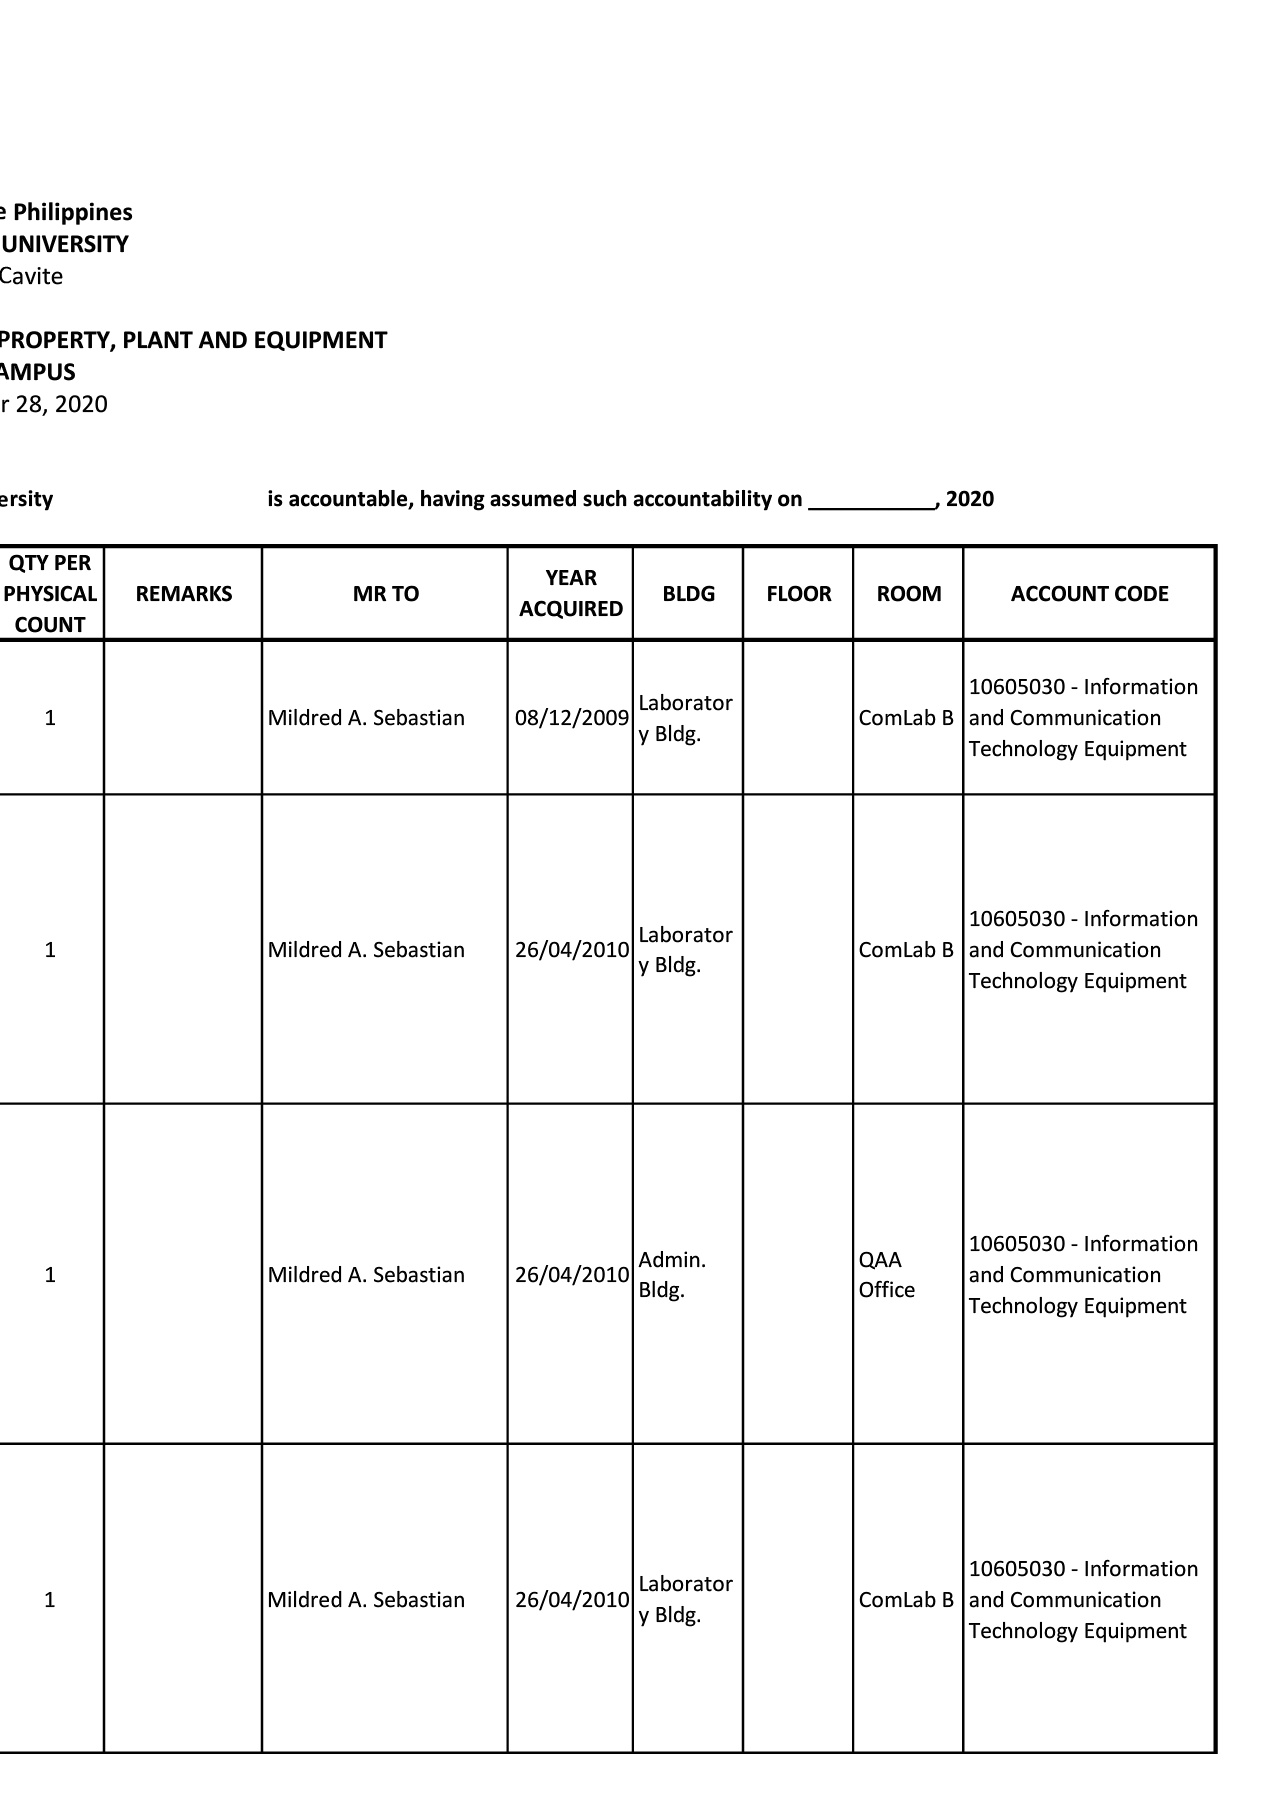 e Philippines
UNIVERSITY
Cavite
PROPERTY, PLANT AND EQUIPMENT
AMPUS
r 28, 2020
ersity is accountable, having assumed such accountability on __________, 2020
QTY PER
PHYSICAL
COUNT
REMARKS
MR TO
YEAR
ACQUIRED
BLDG
FLOOR
ROOM
ACCOUNT CODE
1
Mildred A. Sebastian
08/12/2009
Laborator
y Bldg.
ComLab B
10605030 - Information
and Communication
Technology Equipment
1
Mildred A. Sebastian
26/04/2010
Laborator
y Bldg.
ComLab B
10605030 - Information
and Communication
Technology Equipment
1
Mildred A. Sebastian
26/04/2010
Admin.
Bldg.
QAA
Office
10605030 - Information
and Communication
Technology Equipment
1
Mildred A. Sebastian
26/04/2010
Laborator
y Bldg.
ComLab B
10605030 - Information
and Communication
Technology Equipment